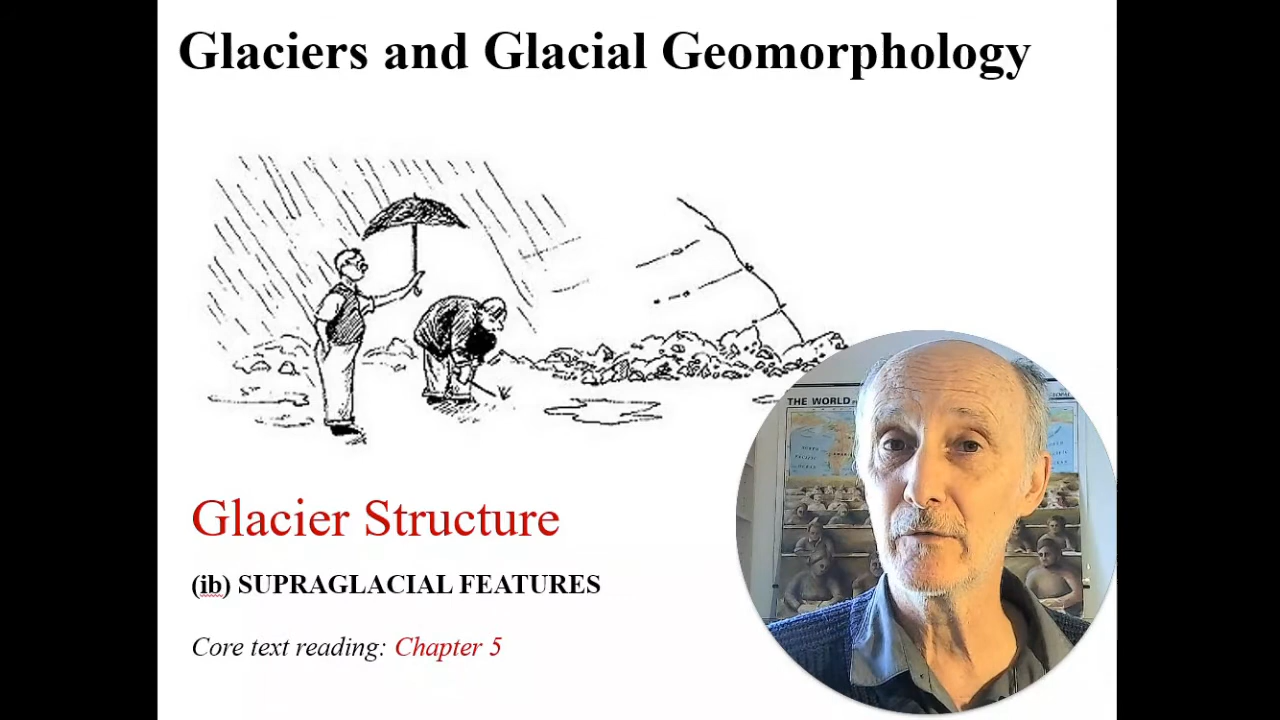 Glaciers and Glacial Geomorphology
THE WORLD
Glacier Structure
(ib) SUPRAGLACIAL FEATURES
Core text reading: Chapter 5